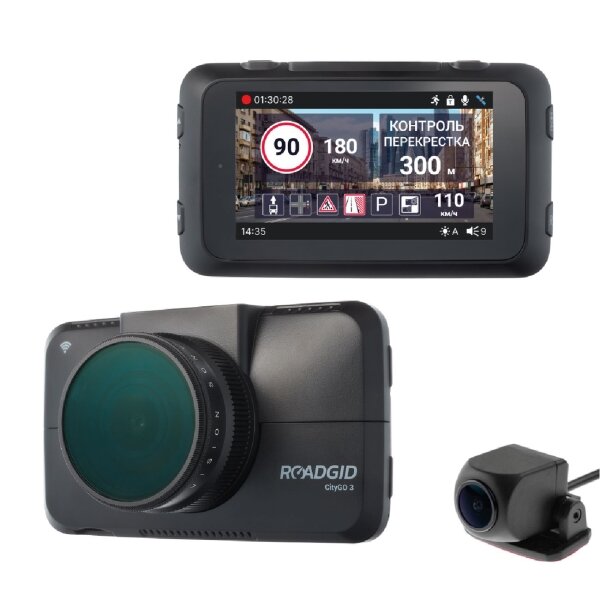 01:30:28
90
180
км/ч
КОНТРОЛЬ
ПЕРЕКРЕСТКА
300 м
P
110
км/ч
14:35
A
9
ROADGID
CityGO 3